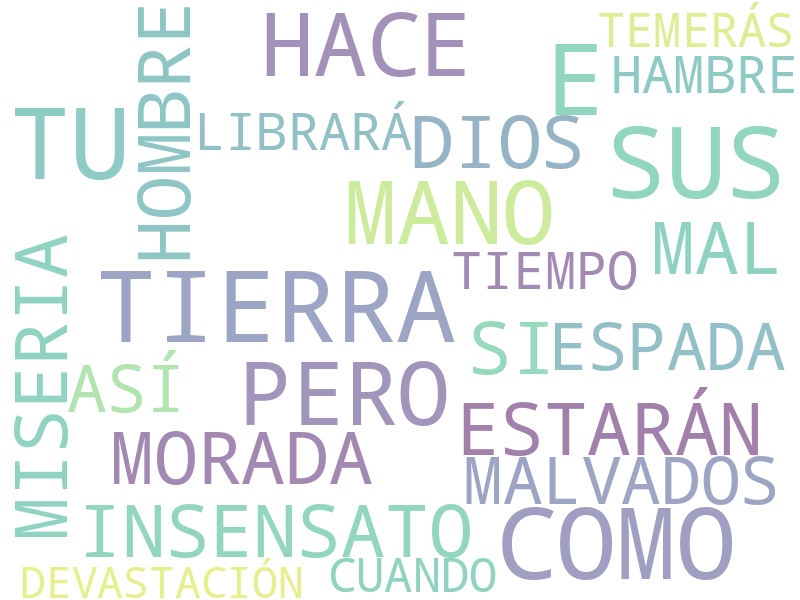 HACE
TEMERÁS
HOMBRE
E
HAMBRE
TU
LIBRARÁ
DIOS
SUS
MANO
MAL
TIEMPO
MISERIA
TIERRA
SI
ESPADA
ASÍ
PERO
ESTARÁN
MORADA
MALVADOS
INSENSATO
COMO
DEVASTACIÓN
CUANDO